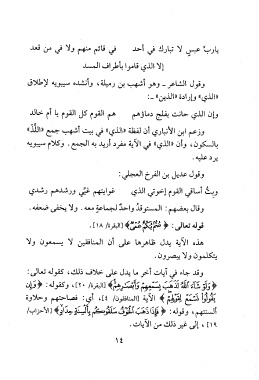 يارب عبس لا تبارك في أحد في قائم منهم ولا في من قعد
إلا الذي قاموا بأطراف المسد
وقول الشاعر ـ وهو أشهب بن رميلة، وأنشده سيبويه لإطلاق
«الذي» وإرادة «الذين» ـ:
وإن الذي حانت بفلج دماؤهم هم القوم كل القوم يا أم خالد
وزعم ابن الأنباري أن لفظة «الذي» في بيت أشهب جمع «اللَّذْ»
بالسكون، وأن «الذي» في الآية مفرد أريد به الجمع. وكلام سيبويه
يرد عليه.
وقول عديل بن الفرخ العجلي:
وبتُّ أساقي القوم إخوتي الذي غوايتهم غيي ورشدهم رشدي
وقال بعضهم: المستوقد واحد لجماعة معه. ولا يخفى ضعفه.
قوله تعالى: ﴿ صُمٌّ بُكْمٌ عُمْيٌ ﴾ [البقرة/ ١٨].
هذه الآية يدل ظاهرها على أن المنافقين لا يسمعون ولا
يتكلمون ولا يبصرون.
وقد جاء في آيات أخر ما يدل على خلاف ذلك، كقوله تعالى:
﴿ وَلَوْ شَاءَ اللَّهُ لَذَهَبَ بِسَمْعِهِمْ وَأَبْصَارِهِمْ ﴾ [البقرة/ ٢٠]، وكقوله: ﴿ وَإِن
يَقُولُوا تَسْمَعْ لِقَوْلِهِمْ ﴾ الآية [المنافقون/ ٤]، أي: فصاحتهم وحلاوة
ألسنتهم، وقوله: ﴿ فَإِذَا ذَهَبَ الْخَوْفُ سَلَقُوكُم بِأَلْسِنَةٍ حِدَادٍ ﴾ [الأحزاب/
١٩]، إلى غير ذلك من الآيات.
١٤